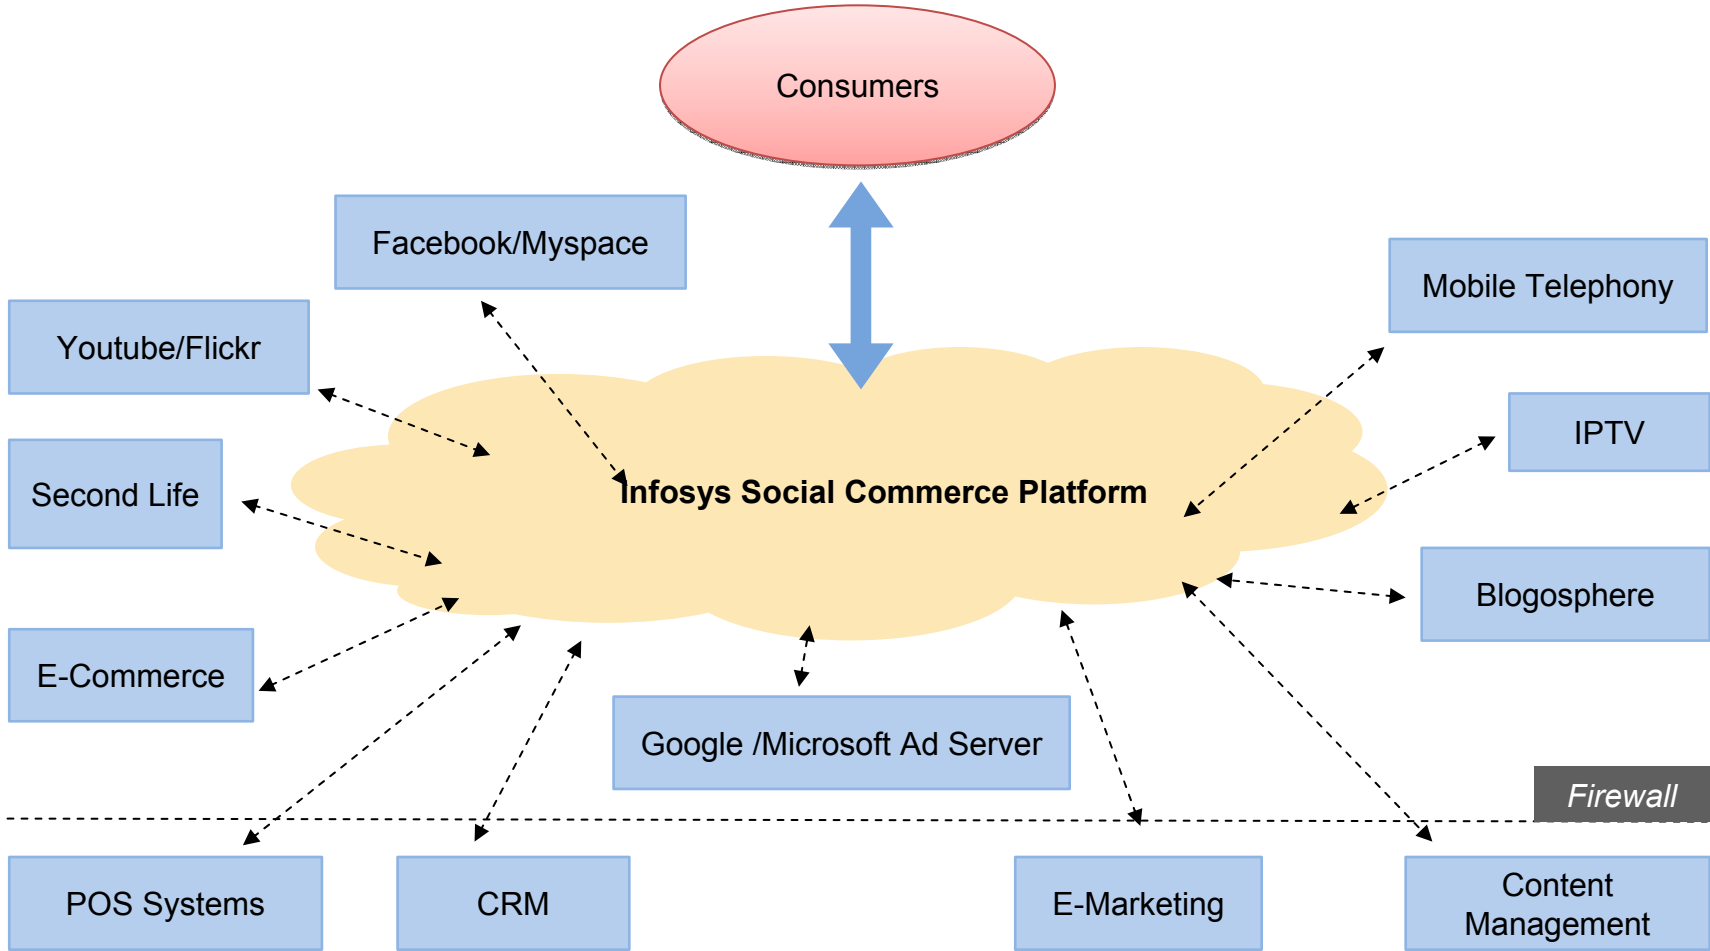 Consumers
Facebook/Myspace
Mobile Telephony
Youtube/Flickr
IPTV
Second Life
Infosys Social Commerce Platform
Blogosphere
E-Commerce
Google /Microsoft Ad Server
Firewall
POS Systems
CRM
E-Marketing
Content
Management